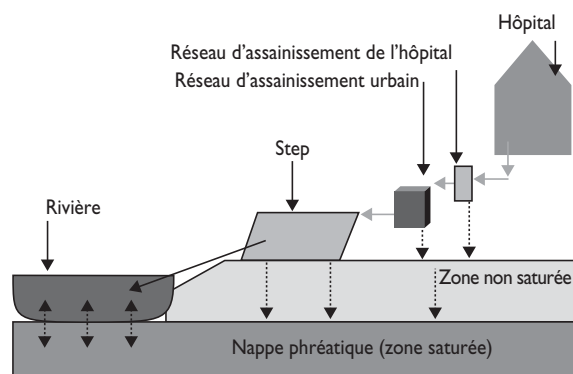 Hôpital
Réseau d’assainissement de l’hôpital
Réseau d’assainissement urbain
Step
Rivière
Zone non saturée
Nappe phréatique (zone saturée)